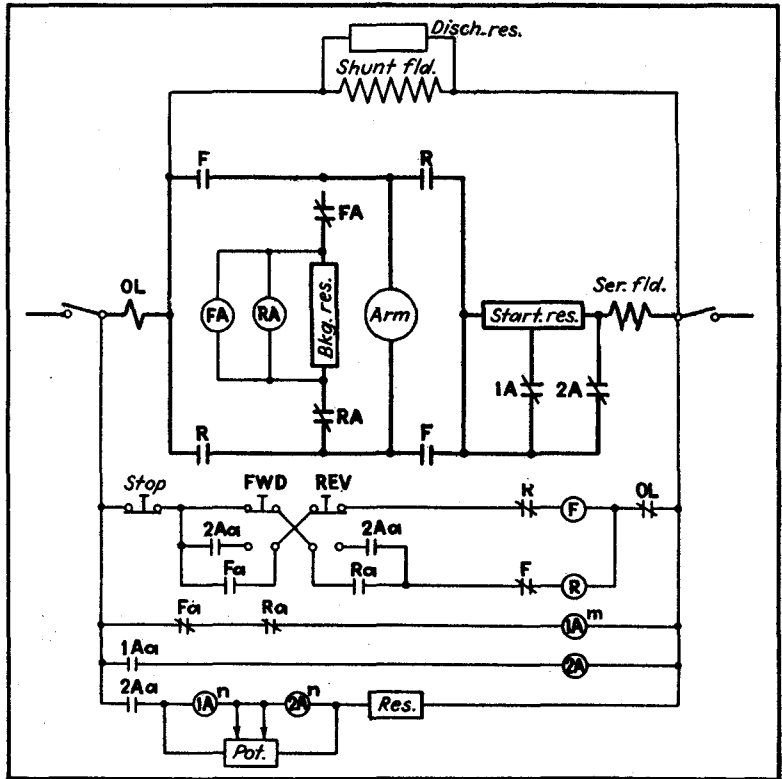 Disch. res.
Shunt fld.
F
R
FA
OL
FA
RA
Bkg. res.
Arm
Ser. fld.
Start. res.
1A
2A
RA
R
F
Stop
FWD
REV
R
F
OL
2Aa
2Aa
Fa
Ra
F
R
Fa
Ra
1A m
1Aa
2A
2Aa
1A n
2A n
Res.
Pot.